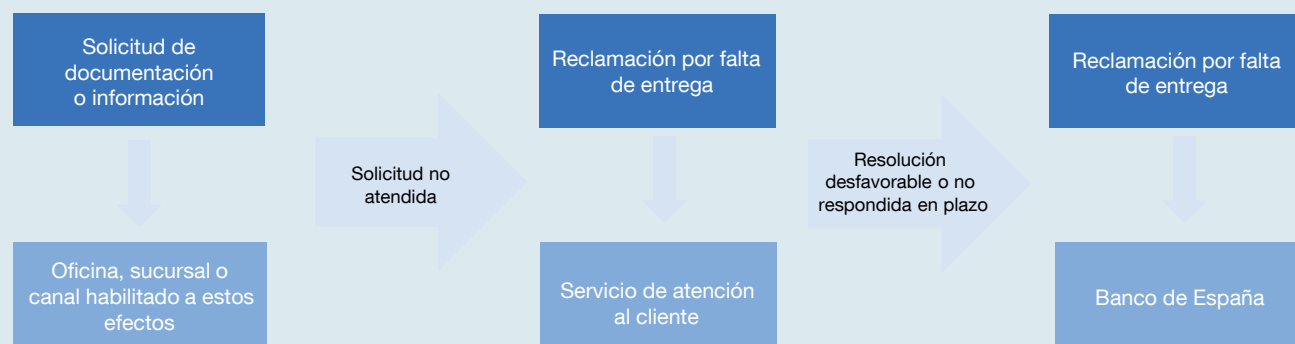 Solicitud de
documentación
o información
Oficina, sucursal o
canal habilitado a estos
efectos
Solicitud no
atendida
Reclamación por falta
de entrega
Servicio de atención
al cliente
Resolución
desfavorable o no
respondida en plazo
Reclamación por falta
de entrega
Banco de España